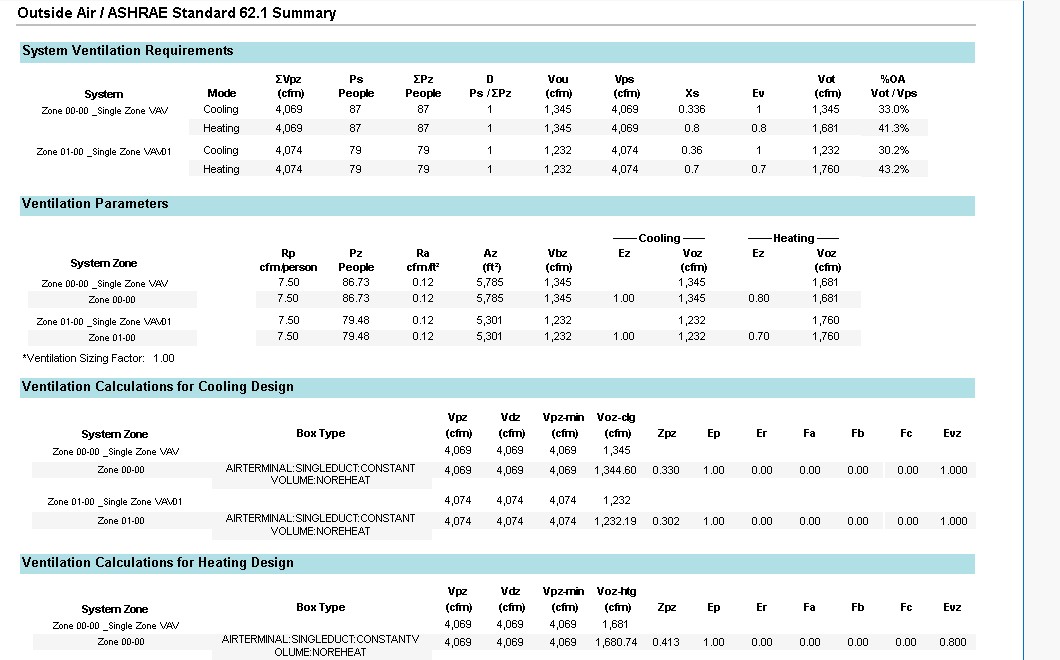 Outside Air / ASHRAE Standard 62.1 Summary
System Ventilation Requirements
ΣVpz Ps ΣPz D Vou Vps Vot %OA
System Mode (cfm) People People Ps /ΣPz (cfm) (cfm) Xs Ev (cfm) Vot / Vps
Zone 00-00 _Single Zone VAV Cooling 4,069 87 87 1 1,345 4,069 0.336 1 1,345 33.0%
Heating 4,069 87 87 1 1,345 4,069 0.8 0.8 1,681 41.3%
Zone 01-00 _Single Zone VAV01 Cooling 4,074 79 79 1 1,232 4,074 0.36 1 1,232 30.2%
Heating 4,074 79 79 1 1,232 4,074 0.7 0.7 1,760 43.2%
Ventilation Parameters
Cooling Heating
Rp Pz Ra Az Vbz Ez Voz Ez Voz
System Zone cfm/person People cfm/ft² (ft²) (cfm) (cfm) (cfm)
Zone 00-00 _Single Zone VAV 7.50 86.73 0.12 5,785 1,345 1,345 1,681
Zone 00-00 7.50 86.73 0.12 5,785 1,345 1.00 1,345 0.80 1,681
Zone 01-00 _Single Zone VAV01 7.50 79.48 0.12 5,301 1,232 1,232 1,760
Zone 01-00 7.50 79.48 0.12 5,301 1,232 1.00 1,232 0.70 1,760
*Ventilation Sizing Factor: 1.00
Ventilation Calculations for Cooling Design
Vpz Vdz Vpz-min Voz-clg
System Zone Box Type (cfm) (cfm) (cfm) (cfm) Zpz Ep Er Fa Fb Fc Evz
Zone 00-00 _Single Zone VAV 4,069 4,069 4,069 1,345
Zone 00-00 AIRTERMINAL:SINGLEDUCT:CONSTANT 4,069 4,069 4,069 1,344.60 0.330 1.00 0.00 0.00 0.00 0.00 1.000
VOLUME:NOREHEAT
Zone 01-00 _Single Zone VAV01 4,074 4,074 4,074 1,232
Zone 01-00 AIRTERMINAL:SINGLEDUCT:CONSTANT 4,074 4,074 4,074 1,232.19 0.302 1.00 0.00 0.00 0.00 0.00 1.000
VOLUME:NOREHEAT
Ventilation Calculations for Heating Design
Vpz Vdz Vpz-min Voz-htg
System Zone Box Type (cfm) (cfm) (cfm) (cfm) Zpz Ep Er Fa Fb Fc Evz
Zone 00-00 _Single Zone VAV 4,069 4,069 4,069 1,681
Zone 00-00 AIRTERMINAL:SINGLEDUCT:CONSTANTV 4,069 4,069 4,069 1,680.74 0.413 1.00 0.00 0.00 0.00 0.00 0.800
OLUME:NOREHEAT